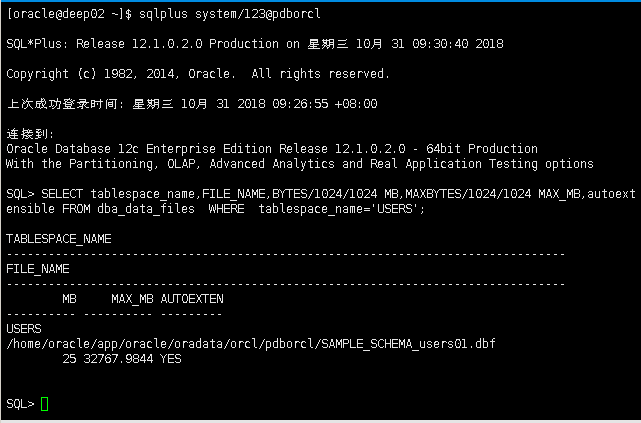 [oracle@deep02 ~]$ sqlplus system/123@pdborcl
SQL*Plus: Release 12.1.0.2.0 Production on 星期三 10月 31 09:30:40 2018
Copyright (c) 1982, 2014, Oracle.  All rights reserved.
上次成功登录时间: 星期三 10月 31 2018 09:26:55 +08:00
连接到:
Oracle Database 12c Enterprise Edition Release 12.1.0.2.0 - 64bit Production
With the Partitioning, OLAP, Advanced Analytics and Real Application Testing options
SQL> SELECT tablespace_name,FILE_NAME,BYTES/1024/1024 MB,MAXBYTES/1024/1024 MAX_MB,autoext
ensible FROM dba_data_files  WHERE  tablespace_name='USERS';
TABLESPACE_NAME
--------------------------------------------------------------------------------
FILE_NAME
--------------------------------------------------------------------------------
        MB     MAX_MB AUTOEXTEN
---------- ---------- ---------
USERS
/home/oracle/app/oracle/oradata/orcl/pdborcl/SAMPLE_SCHEMA_users01.dbf
        25 32767.9844 YES
SQL>